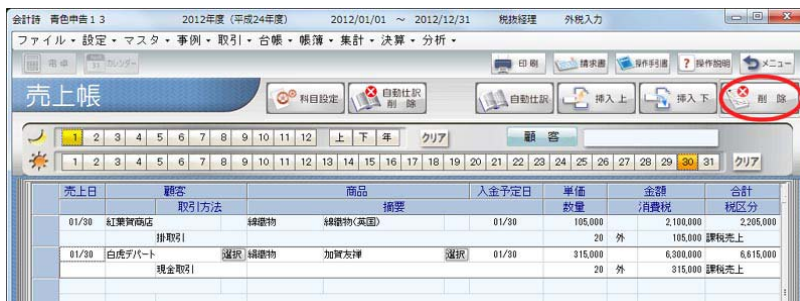 会計詩 青色申告13 2012年度（平成24年度） 2012/01/01 ～ 2012/12/31 税抜経理 外税入力
ファイル・設定・マスタ・事例・取引・台帳・帳簿・集計・決算・分析・
電卓 カレンダー 印刷 請求書 操作手引書 操作説明 メニュー
売上帳 科目設定 自動仕訳削除 自動仕訳 挿入上 挿入下 削除
1 2 3 4 5 6 7 8 9 10 11 12 上 下 年 クリア 顧客
1 2 3 4 5 6 7 8 9 10 11 12 13 14 15 16 17 18 19 20 21 22 23 24 25 26 27 28 29 30 31 クリア
売上日 顧客 商品 入金予定日 単価 金額 合計
取引方法 摘要 数量 消費税 税区分
01/30 紅葉賀商店 綿織物 綿織物(英国) 01/30 105,000 2,100,000 2,205,000
掛取引 20 外 105,000 課税売上
01/30 白虎デパート 選択 絹織物 加賀友禅 選択 01/30 315,000 6,300,000 6,615,000
現金取引 20 外 315,000 課税売上